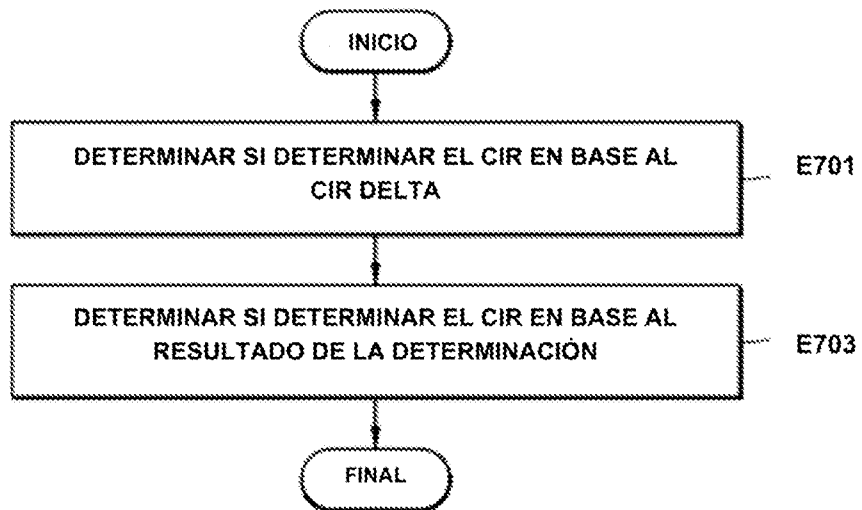 INICIO
DETERMINAR SI DETERMINAR EL CIR EN BASE AL
CIR DELTA
E701
DETERMINAR SI DETERMINAR EL CIR EN BASE AL
RESULTADO DE LA DETERMINACIÓN
E703
FINAL